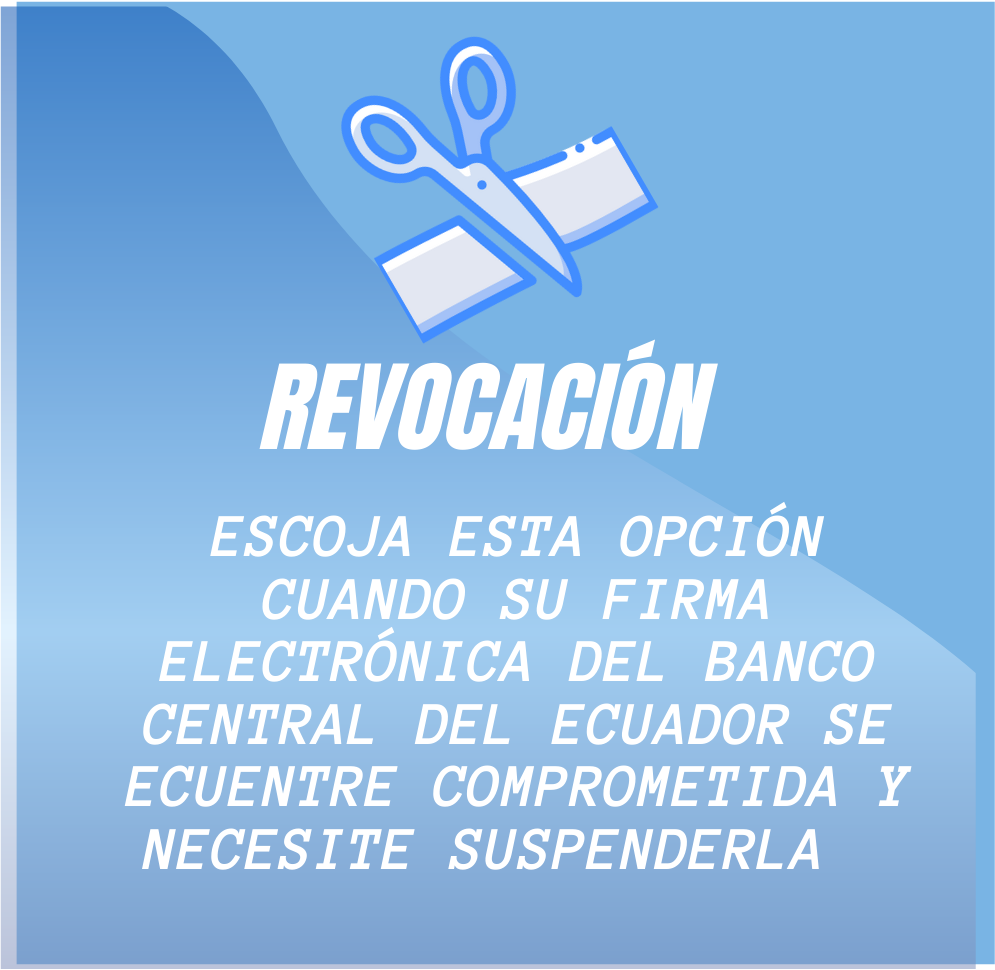 REVOCACIÓN
ESCOJA ESTA OPCIÓN
CUANDO SU FIRMA
ELECTRÓNICA DEL BANCO
CENTRAL DEL ECUADOR SE
ECUENTRE COMPROMETIDA Y
NECESITE SUSPENDERLA